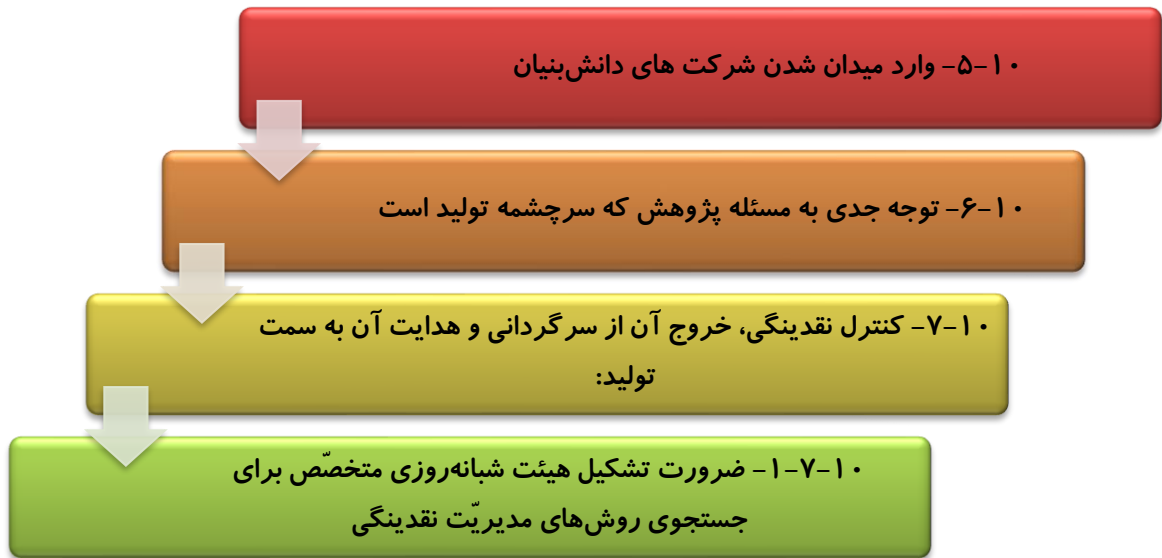 ۱۰-۵- وارد میدان شدن شرکت های دانش‌بنیان
۱۰-۶- توجه جدی به مسئله پژوهش که سرچشمه تولید است
۱۰-۷- کنترل نقدینگی، خروج آن از سرگردانی و هدایت آن به سمت
تولید:
۱۰-۷-۱- ضرورت تشکیل هیئت شبانه‌روزی متخصّص برای
جستجوی روش‌های مدیریّت نقدینگی